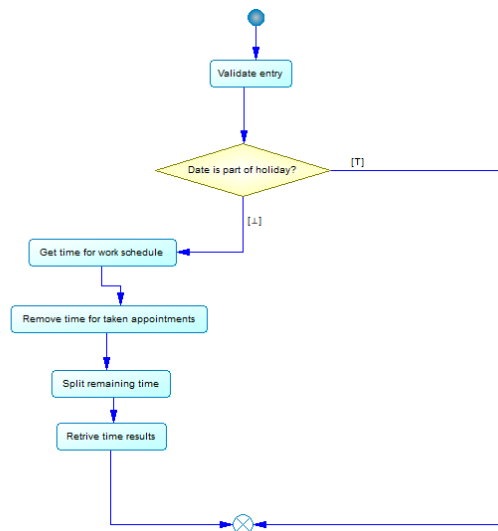 Validate entry
Date is part of holiday?
[T]
[⊥]
Get time for work schedule
Remove time for taken appointments
Split remaining time
Retrive time results